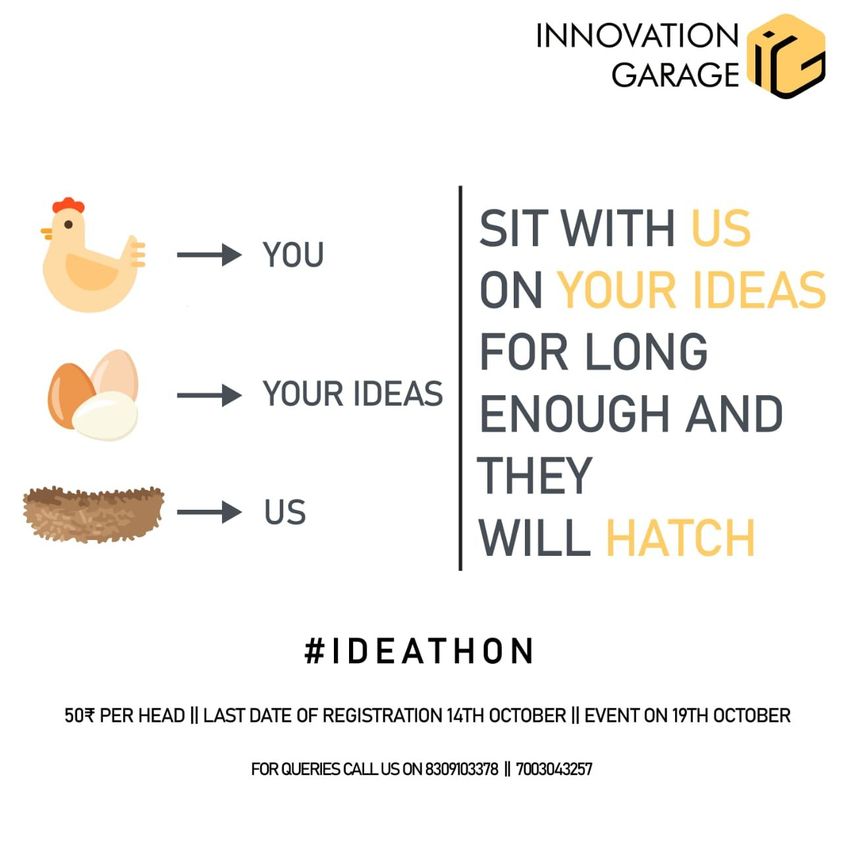 INNOVATION
GARAGE
iG
YOU
YOUR IDEAS
US
SIT WITH US
ON YOUR IDEAS
FOR LONG
ENOUGH AND
THEY
WILL HATCH
#IDEATHON
50₹ PER HEAD || LAST DATE OF REGISTRATION 14TH OCTOBER || EVENT ON 19TH OCTOBER
FOR QUERIES CALL US ON 8309103378 || 7003043257